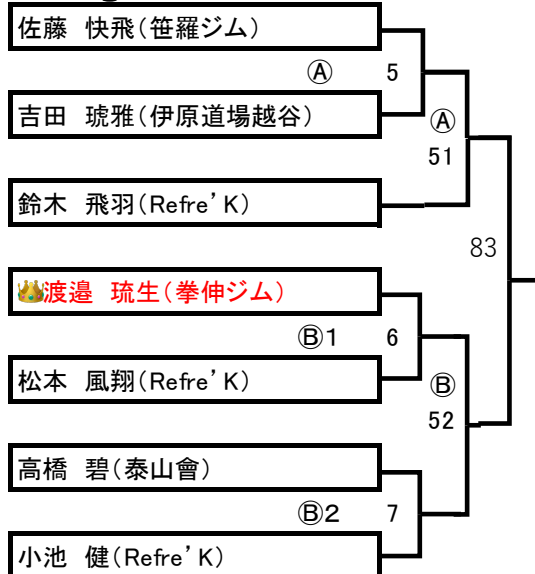 佐藤 快飛(笹羅ジム)
Ⓐ 5
吉田 琥雅(伊原道場越谷)
Ⓐ
51
鈴木 飛羽(Refre’K)
83
👑渡邉 琉生(拳伸ジム)
Ⓑ1 6
松本 風翔(Refre’K)
Ⓑ
52
高橋 碧(泰山會)
Ⓑ2 7
小池 健(Refre’K)